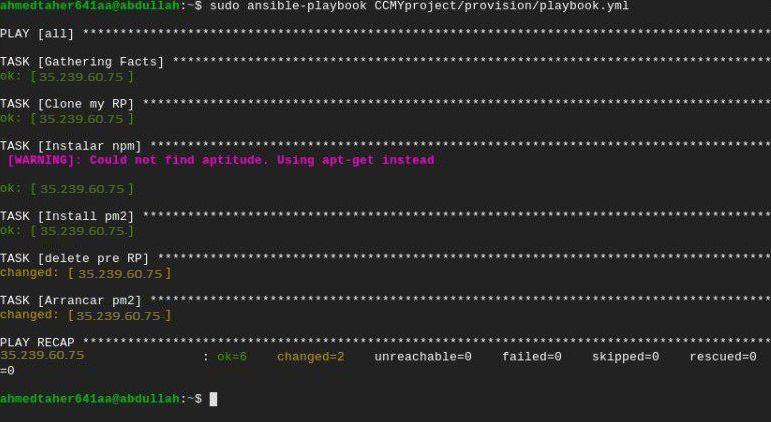 ahmedtaher641aa@abdullah:~$ sudo ansible-playbook CCMYproject/provision/playbook.yml
PLAY [all] ********************************************************************************************
TASK [Gathering Facts] ********************************************************************************
ok: [35.239.60.75]
TASK [Clone my RP] ************************************************************************************
ok: [35.239.60.75]
TASK [Instalar npm] ***********************************************************************************
[WARNING]: Could not find aptitude. Using apt-get instead
ok: [35.239.60.75]
TASK [Install pm2] ************************************************************************************
ok: [35.239.60.75]
TASK [delete pre RP] **********************************************************************************
changed: [35.239.60.75]
TASK [Arrancar pm2] ***********************************************************************************
changed: [35.239.60.75]
PLAY RECAP ********************************************************************************************
35.239.60.75 : ok=6 changed=2 unreachable=0 failed=0 skipped=0 rescued=0
=0
ahmedtaher641aa@abdullah:~$